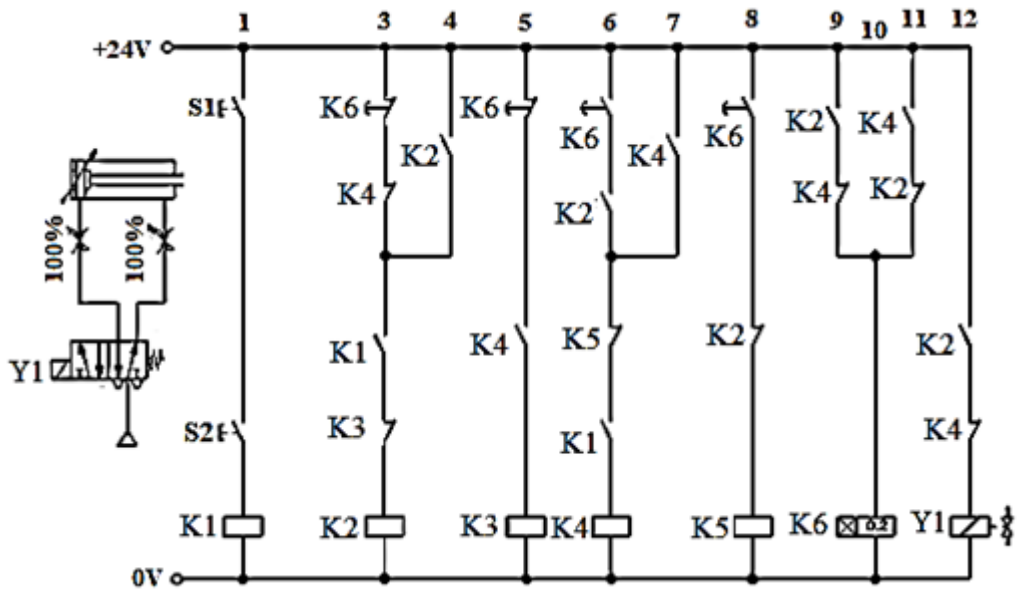 1 3 4 5 6 7 8 9 10 11 12
+24V
S1 K6 K6 K6 K6 K2 K4
K2 K4
K4 K2 K4 K2
100% 100%
K1 K4 K5 K2 K2
Y1
S2 K3 K1 K4
K1 K2 K3 K4 K5 K6 0.2 Y1
0V